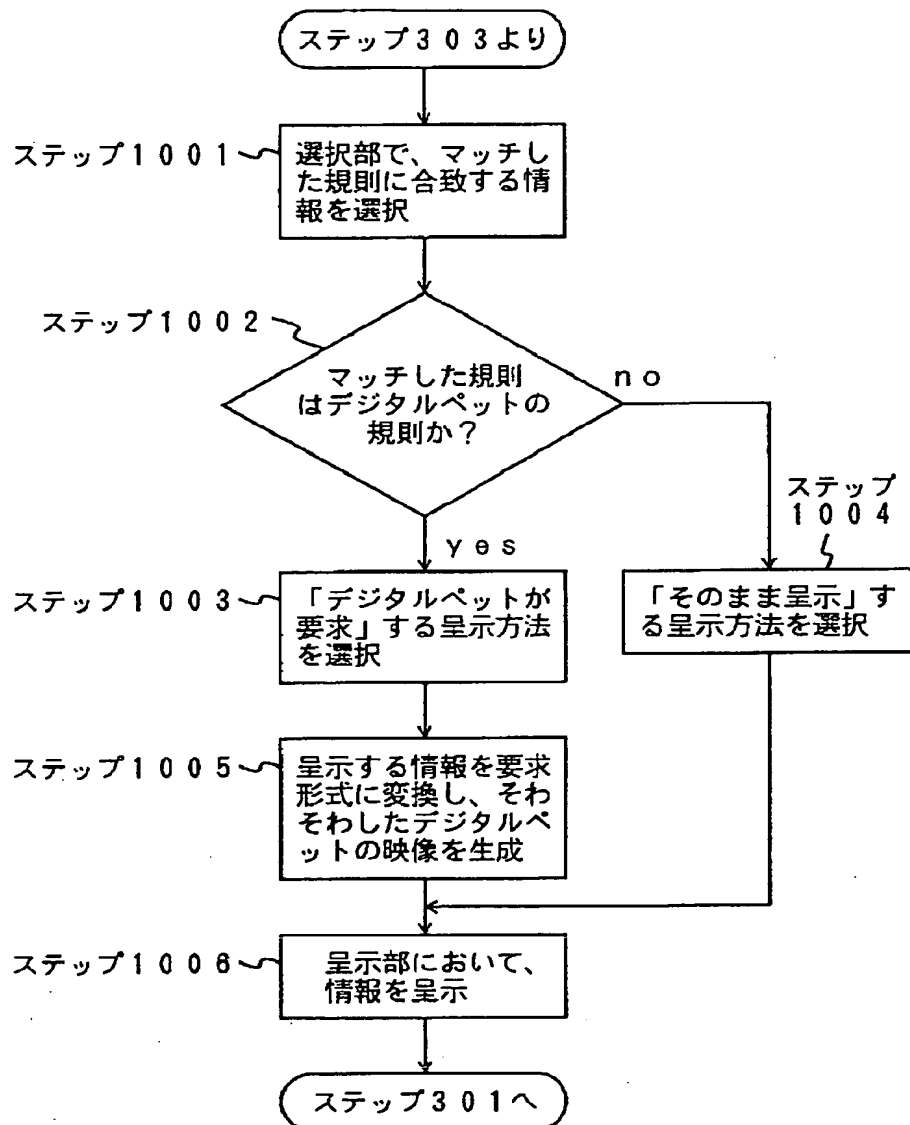 ステップ３０３より
ステップ１００１
選択部で、マッチし
た規則に合致する情
報を選択
ステップ１００２
マッチした規則
はデジタルペットの
規則か？
ｎｏ
ｙｅｓ
ステップ
１００４
ステップ１００３
「デジタルペットが
要求」する呈示方法
を選択
「そのまま呈示」す
る呈示方法を選択
ステップ１００５
呈示する情報を要求
形式に変換し、そわ
そわしたデジタルペ
ットの映像を生成
ステップ１００６
呈示部において、
情報を呈示
ステップ３０１へ